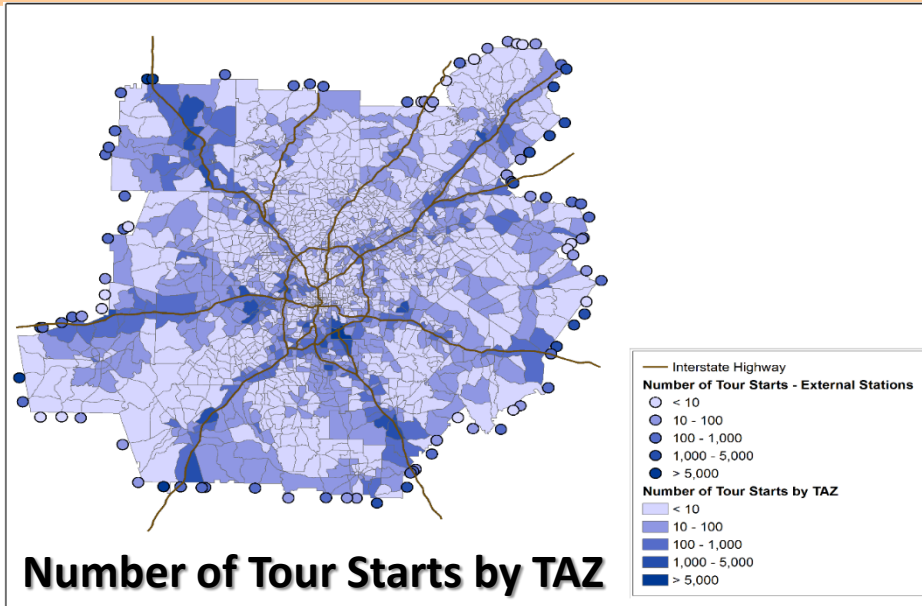 Interstate Highway
Number of Tour Starts - External Stations
< 10
10 - 100
100 - 1,000
1,000 - 5,000
> 5,000
Number of Tour Starts by TAZ
< 10
10 - 100
100 - 1,000
1,000 - 5,000
> 5,000
Number of Tour Starts by TAZ